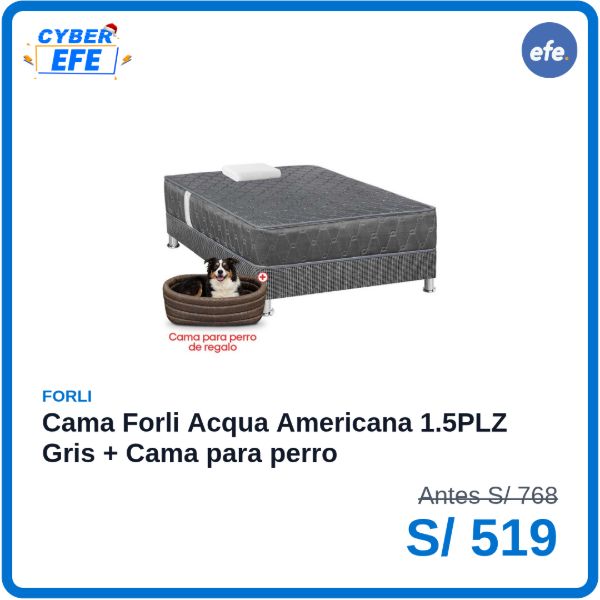 CYBER
EFE
efe.
Cama para perro
de regalo
FORLI
Cama Forli Acqua Americana 1.5PLZ
Gris + Cama para perro
Antes S/ 768
S/ 519